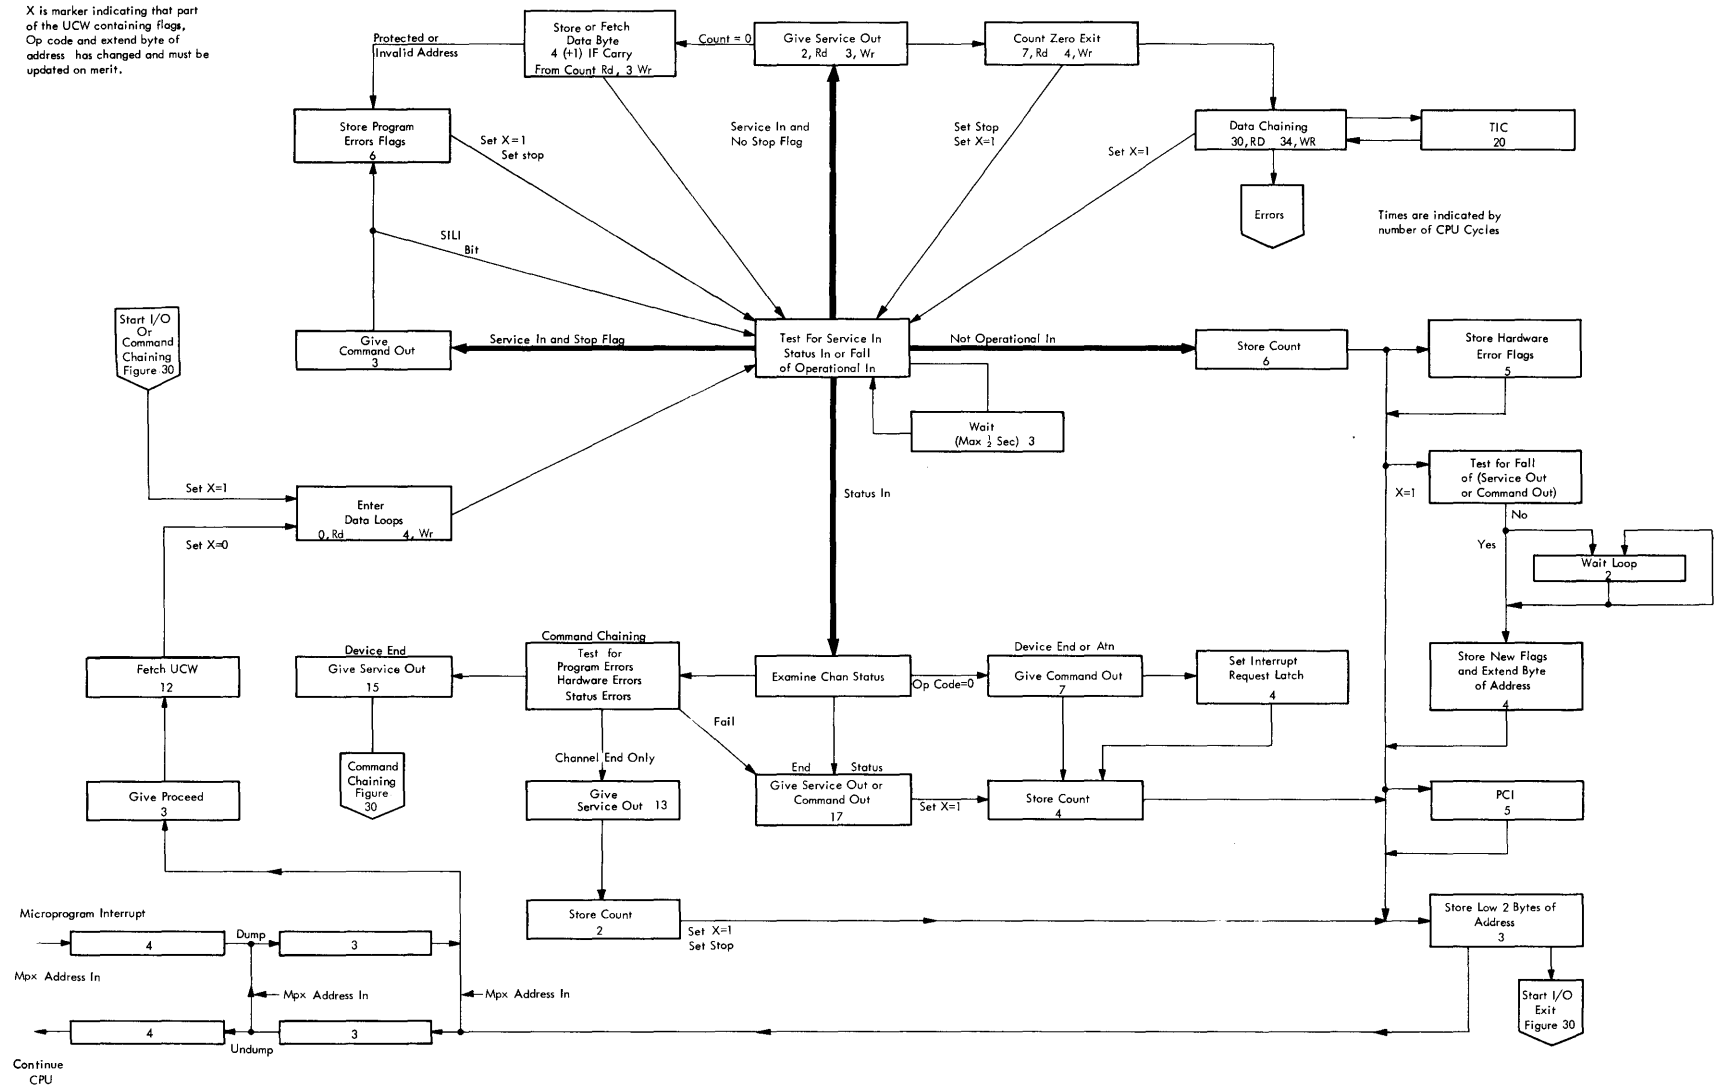 X is marker indicating that part
of the UCW containing flags,
Op code and extend byte of
address has changed and must be
updated on merit.
Protected or
Invalid Address
Store or Fetch
Data Byte
4 (+1) IF Carry
From Count Rd, 3 Wr
Count = 0
Give Service Out
2, Rd 3, Wr
Count Zero Exit
7, Rd 4, Wr
Store Program
Errors Flags
6
Set X=1
Set stop
Service In and
No Stop Flag
Set Stop
Set X=1
Set X=1
Data Chaining
30, RD 34, WR
TIC
20
Errors
Times are indicated by
number of CPU Cycles
SILI
Bit
Start I/O
Or
Command
Chaining
Figure 30
Give
Command Out
3
Service In and Stop Flag
Test For Service In
Status In or Fall
of Operational In
Not Operational In
Store Count
6
Store Hardware
Error Flags
5
Wait
(Max ½ Sec) 3
Test for Fall
of (Service Out
or Command Out)
X=1
No
Yes
Wait Loop
2
Set X=1
Enter
Data Loops
0, Rd 4, Wr
Set X=0
Status In
Fetch UCW
12
Device End
Give Service Out
15
Command Chaining
Test for
Program Errors
Hardware Errors
Status Errors
Examine Chan Status
Op Code=0
Device End or Atn
Give Command Out
7
Set Interrupt
Request Latch
4
Store New Flags
and Extend Byte
of Address
4
Fail
Channel End Only
Command
Chaining
Figure
30
Give Proceed
3
Give
Service Out 13
End Status
Give Service Out or
Command Out
17
Set X=1
Store Count
4
PCI
5
Store Count
2
Set X=1
Set Stop
Store Low 2 Bytes of
Address
3
Microprogram Interrupt
4
Dump
3
Mpx Address In
Mpx Address In
Mpx Address In
4
Undump
3
Continue
CPU
Start I/O
Exit
Figure 30